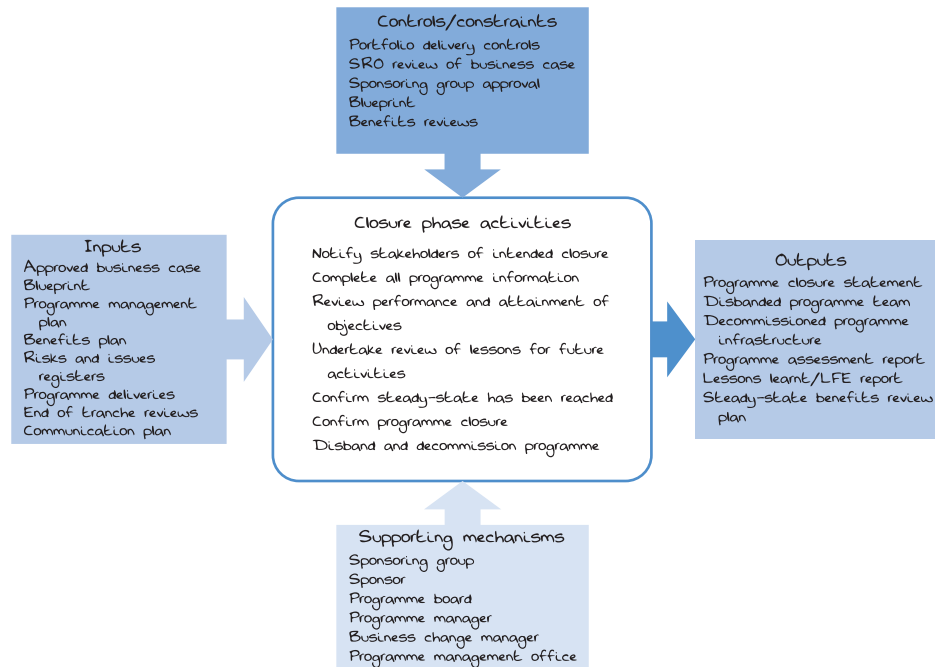 Controls/constraints
Portfolio delivery controls
SRO review of business case
Sponsoring group approval
Blueprint
Benefits reviews
Inputs
Approved business case
Blueprint
Programme management
plan
Benefits plan
Risks and issues
registers
Programme deliveries
End of tranche reviews
Communication plan
Closure phase activities
Notify stakeholders of intended closure
Complete all programme information
Review performance and attainment of
objectives
Undertake review of lessons for future
activities
Confirm steady-state has been reached
Confirm programme closure
Disband and decommission programme
Outputs
Programme closure statement
Disbanded programme team
Decommissioned programme
infrastructure
Programme assessment report
Lessons learnt/LFE report
Steady-state benefits review
plan
Supporting mechanisms
Sponsoring group
Sponsor
Programme board
Programme manager
Business change manager
Programme management office